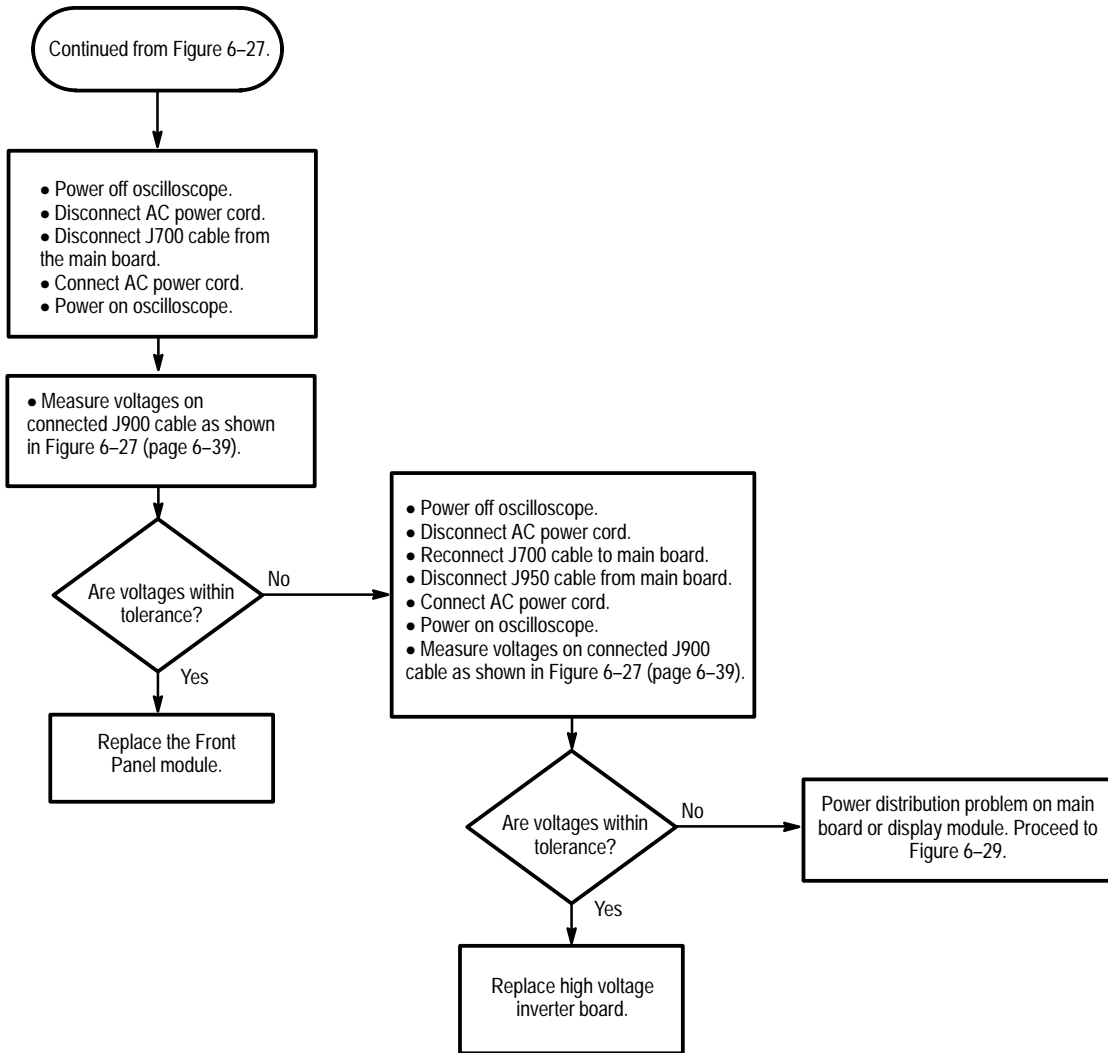 Continued from Figure 6–27.
● Power off oscilloscope.
● Disconnect AC power cord.
● Disconnect J700 cable from
the main board.
● Connect AC power cord.
● Power on oscilloscope.
● Measure voltages on
connected J900 cable as shown
in Figure 6–27 (page 6–39).
Are voltages within
tolerance?
No
Yes
Replace the Front
Panel module.
● Power off oscilloscope.
● Disconnect AC power cord.
● Reconnect J700 cable to main board.
● Disconnect J950 cable from main board.
● Connect AC power cord.
● Power on oscilloscope.
● Measure voltages on connected J900
cable as shown in Figure 6–27 (page 6–39).
Are voltages within
tolerance?
No
Power distribution problem on main
board or display module. Proceed to
Figure 6–29.
Yes
Replace high voltage
inverter board.